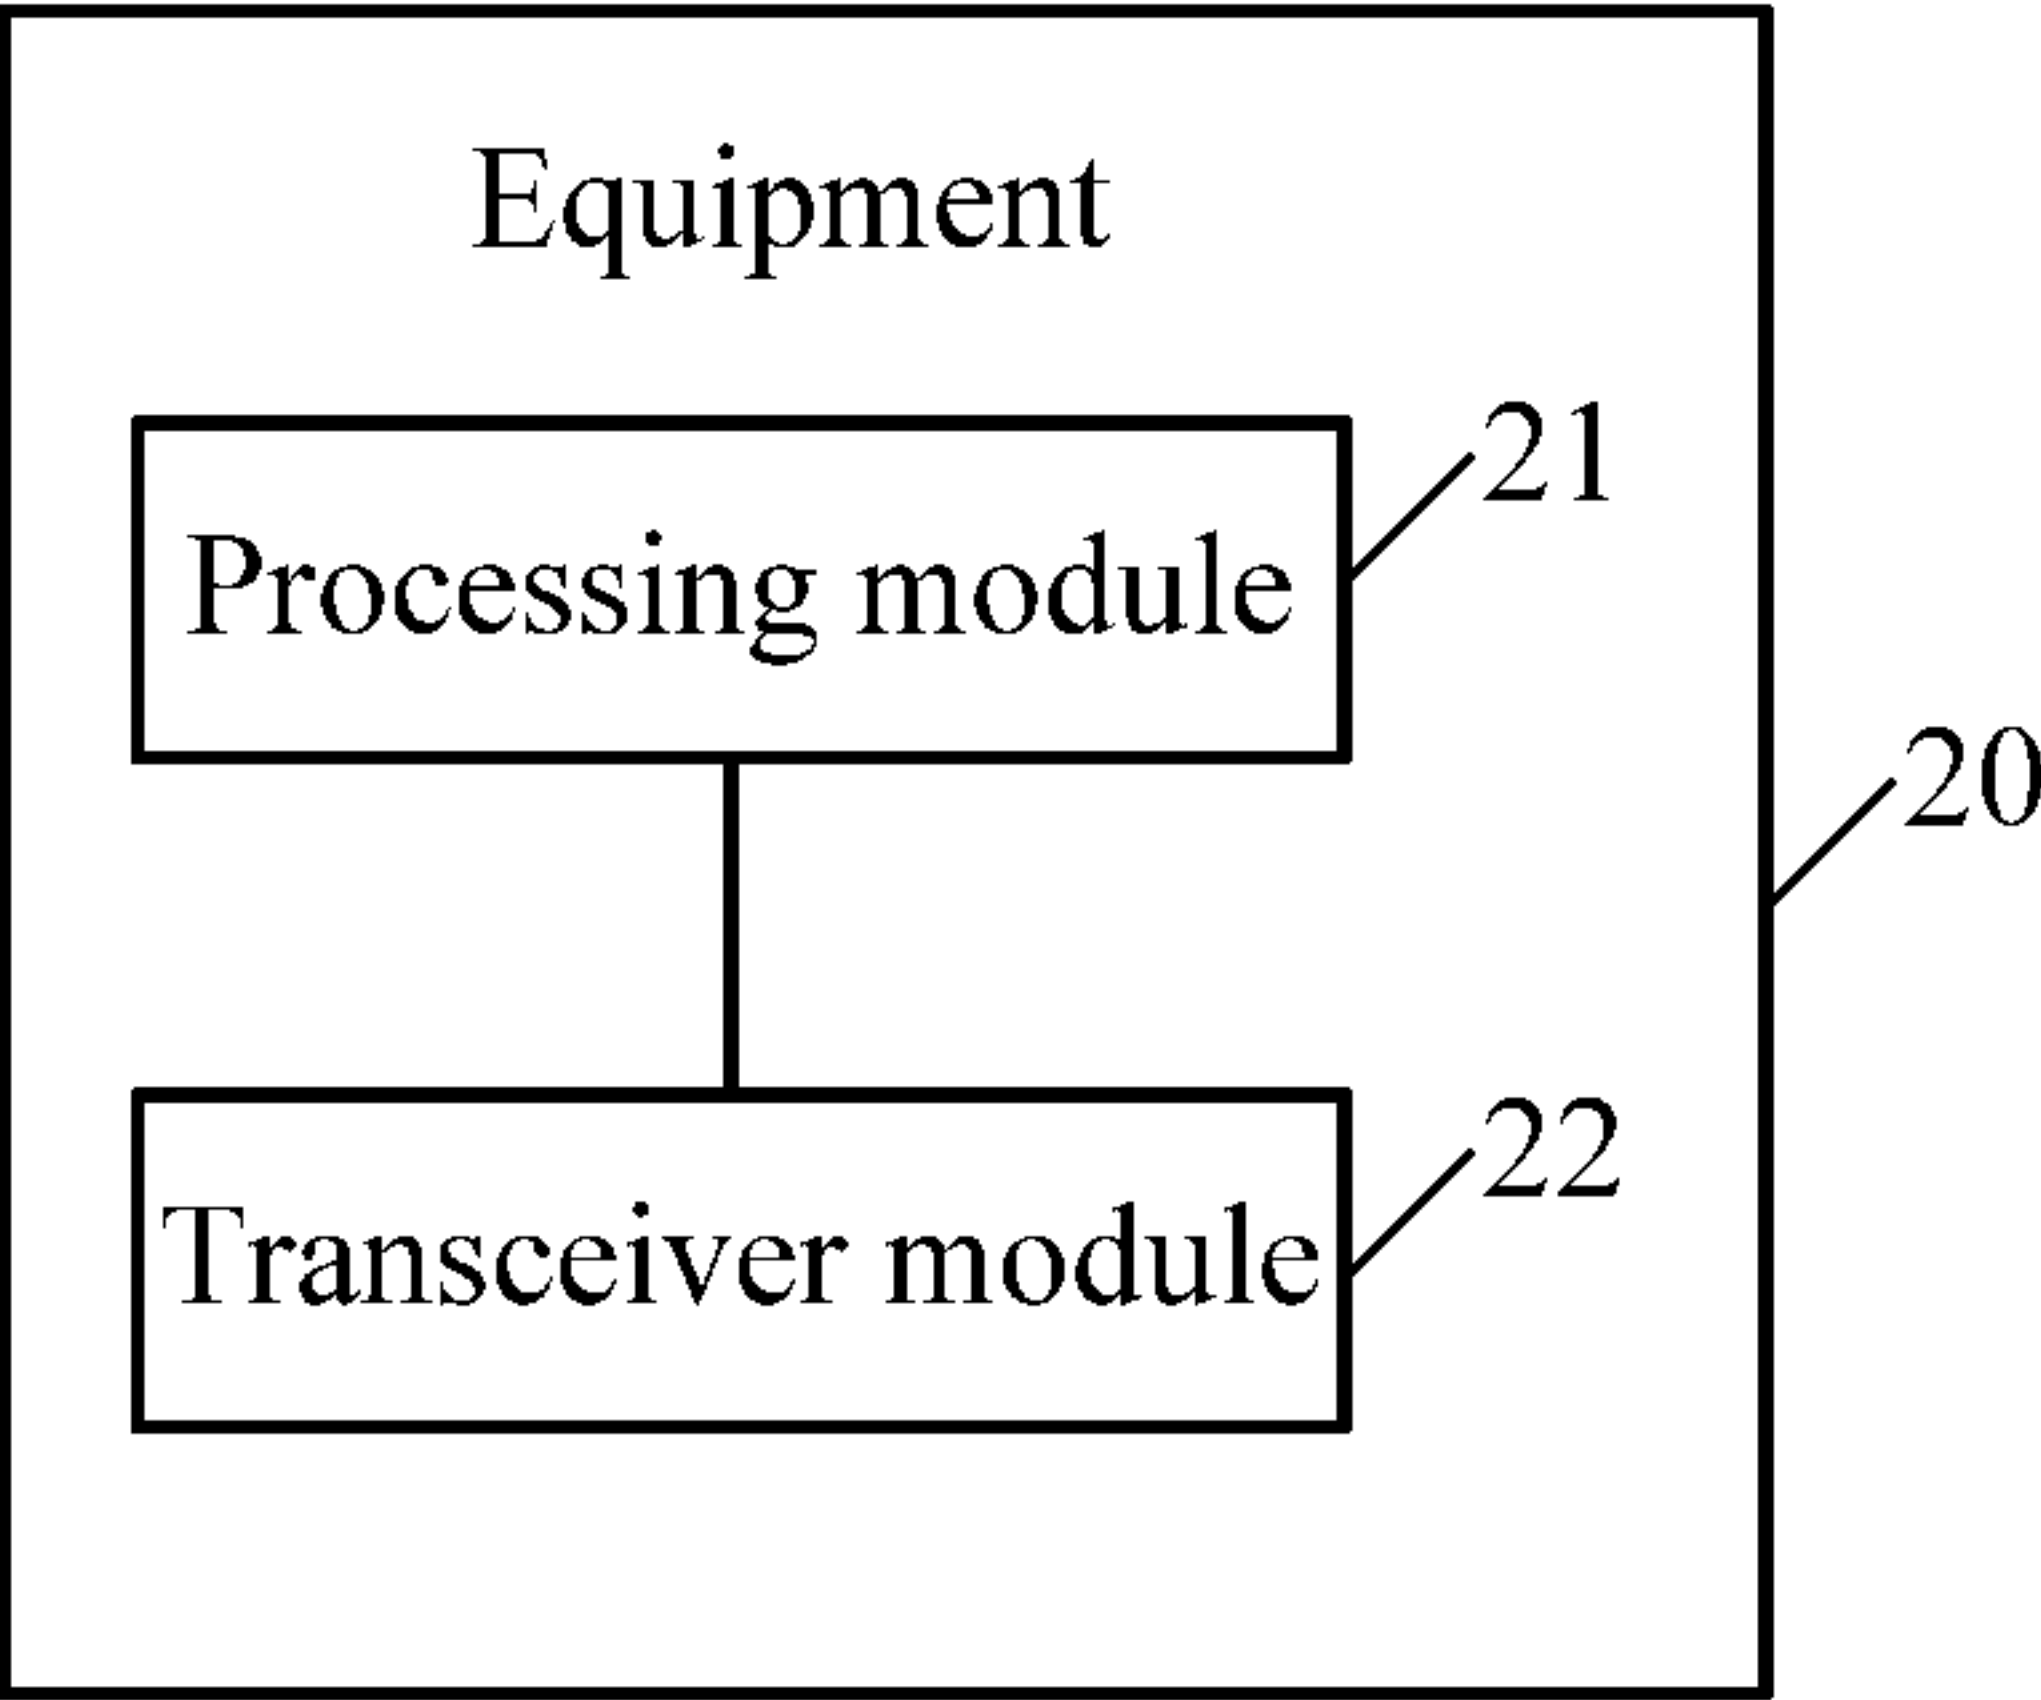 Equipment
21
Processing module
20
22
Transceiver module